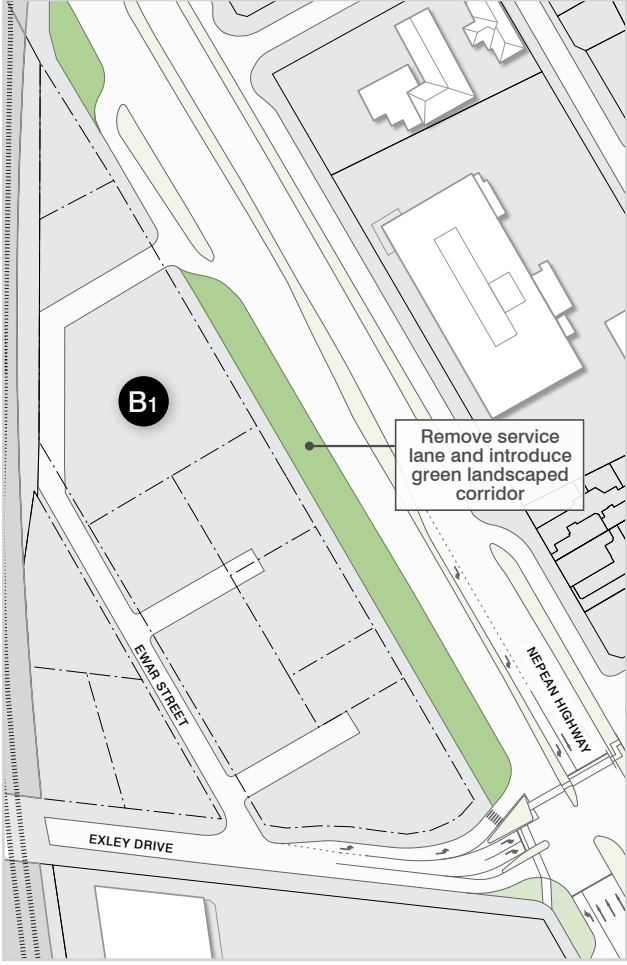 B1
Remove service
lane and introduce
green landscaped
corridor
NEPEAN HIGHWAY
EWAR STREET
EXLEY DRIVE